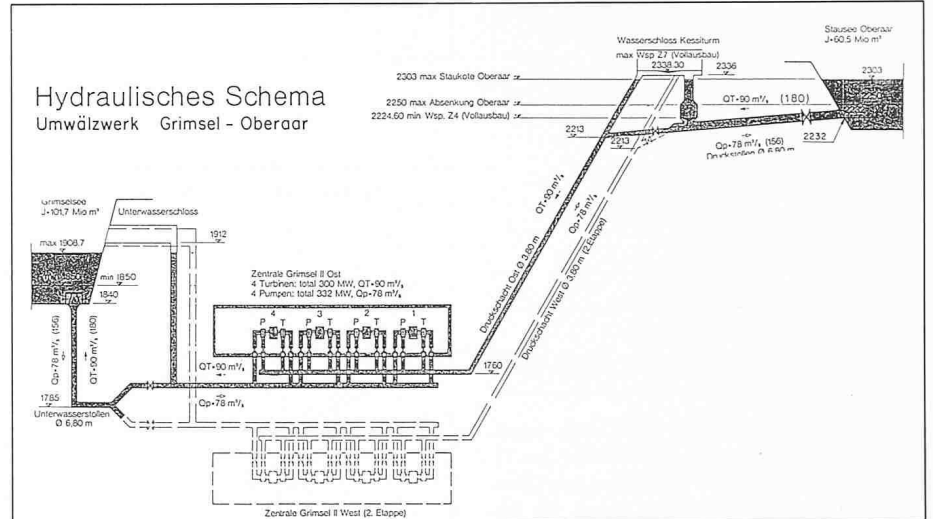 Hydraulisches Schema
Umwälzwerk Grimsel - Oberaar
Wasserschloss Kessiturm
max Wsp Z7 (Vollausbau)
2338.30
2336
Stausee Oberaar
J=60.5 Mio m³
2303 max Staukote Oberaar
2303
2250 max Absenkung Oberaar
2224.60 min Wsp. Z4 (Vollausbau)
QT=90 m³/s (180)
2213
2213
2232
Qp=78 m³/s (156)
Druckstollen Ø 6,80 m
Grimselsee
J=101,7 Mio m³
Unterwasserschloss
max 1908.7
1912
min 1850
1840
QT=90 m³/s
Qp=78 m³/s
Druckschacht Ost Ø 3,80 m
Druckschacht West Ø 3,80 m (2.Etappe)
Zentrale Grimsel II Ost
4 Turbinen: total 300 MW, QT=90 m³/s
4 Pumpen: total 332 MW, Qp=78 m³/s
4 3 2 1
P T P T P T P T
1760
Qp=78 m³/s (156)
QT=90 m³/s (180)
QT=90 m³/s
Qp=78 m³/s
1785
Unterwasserstollen
Ø 6,80 m
Zentrale Grimsel II West (2. Etappe)